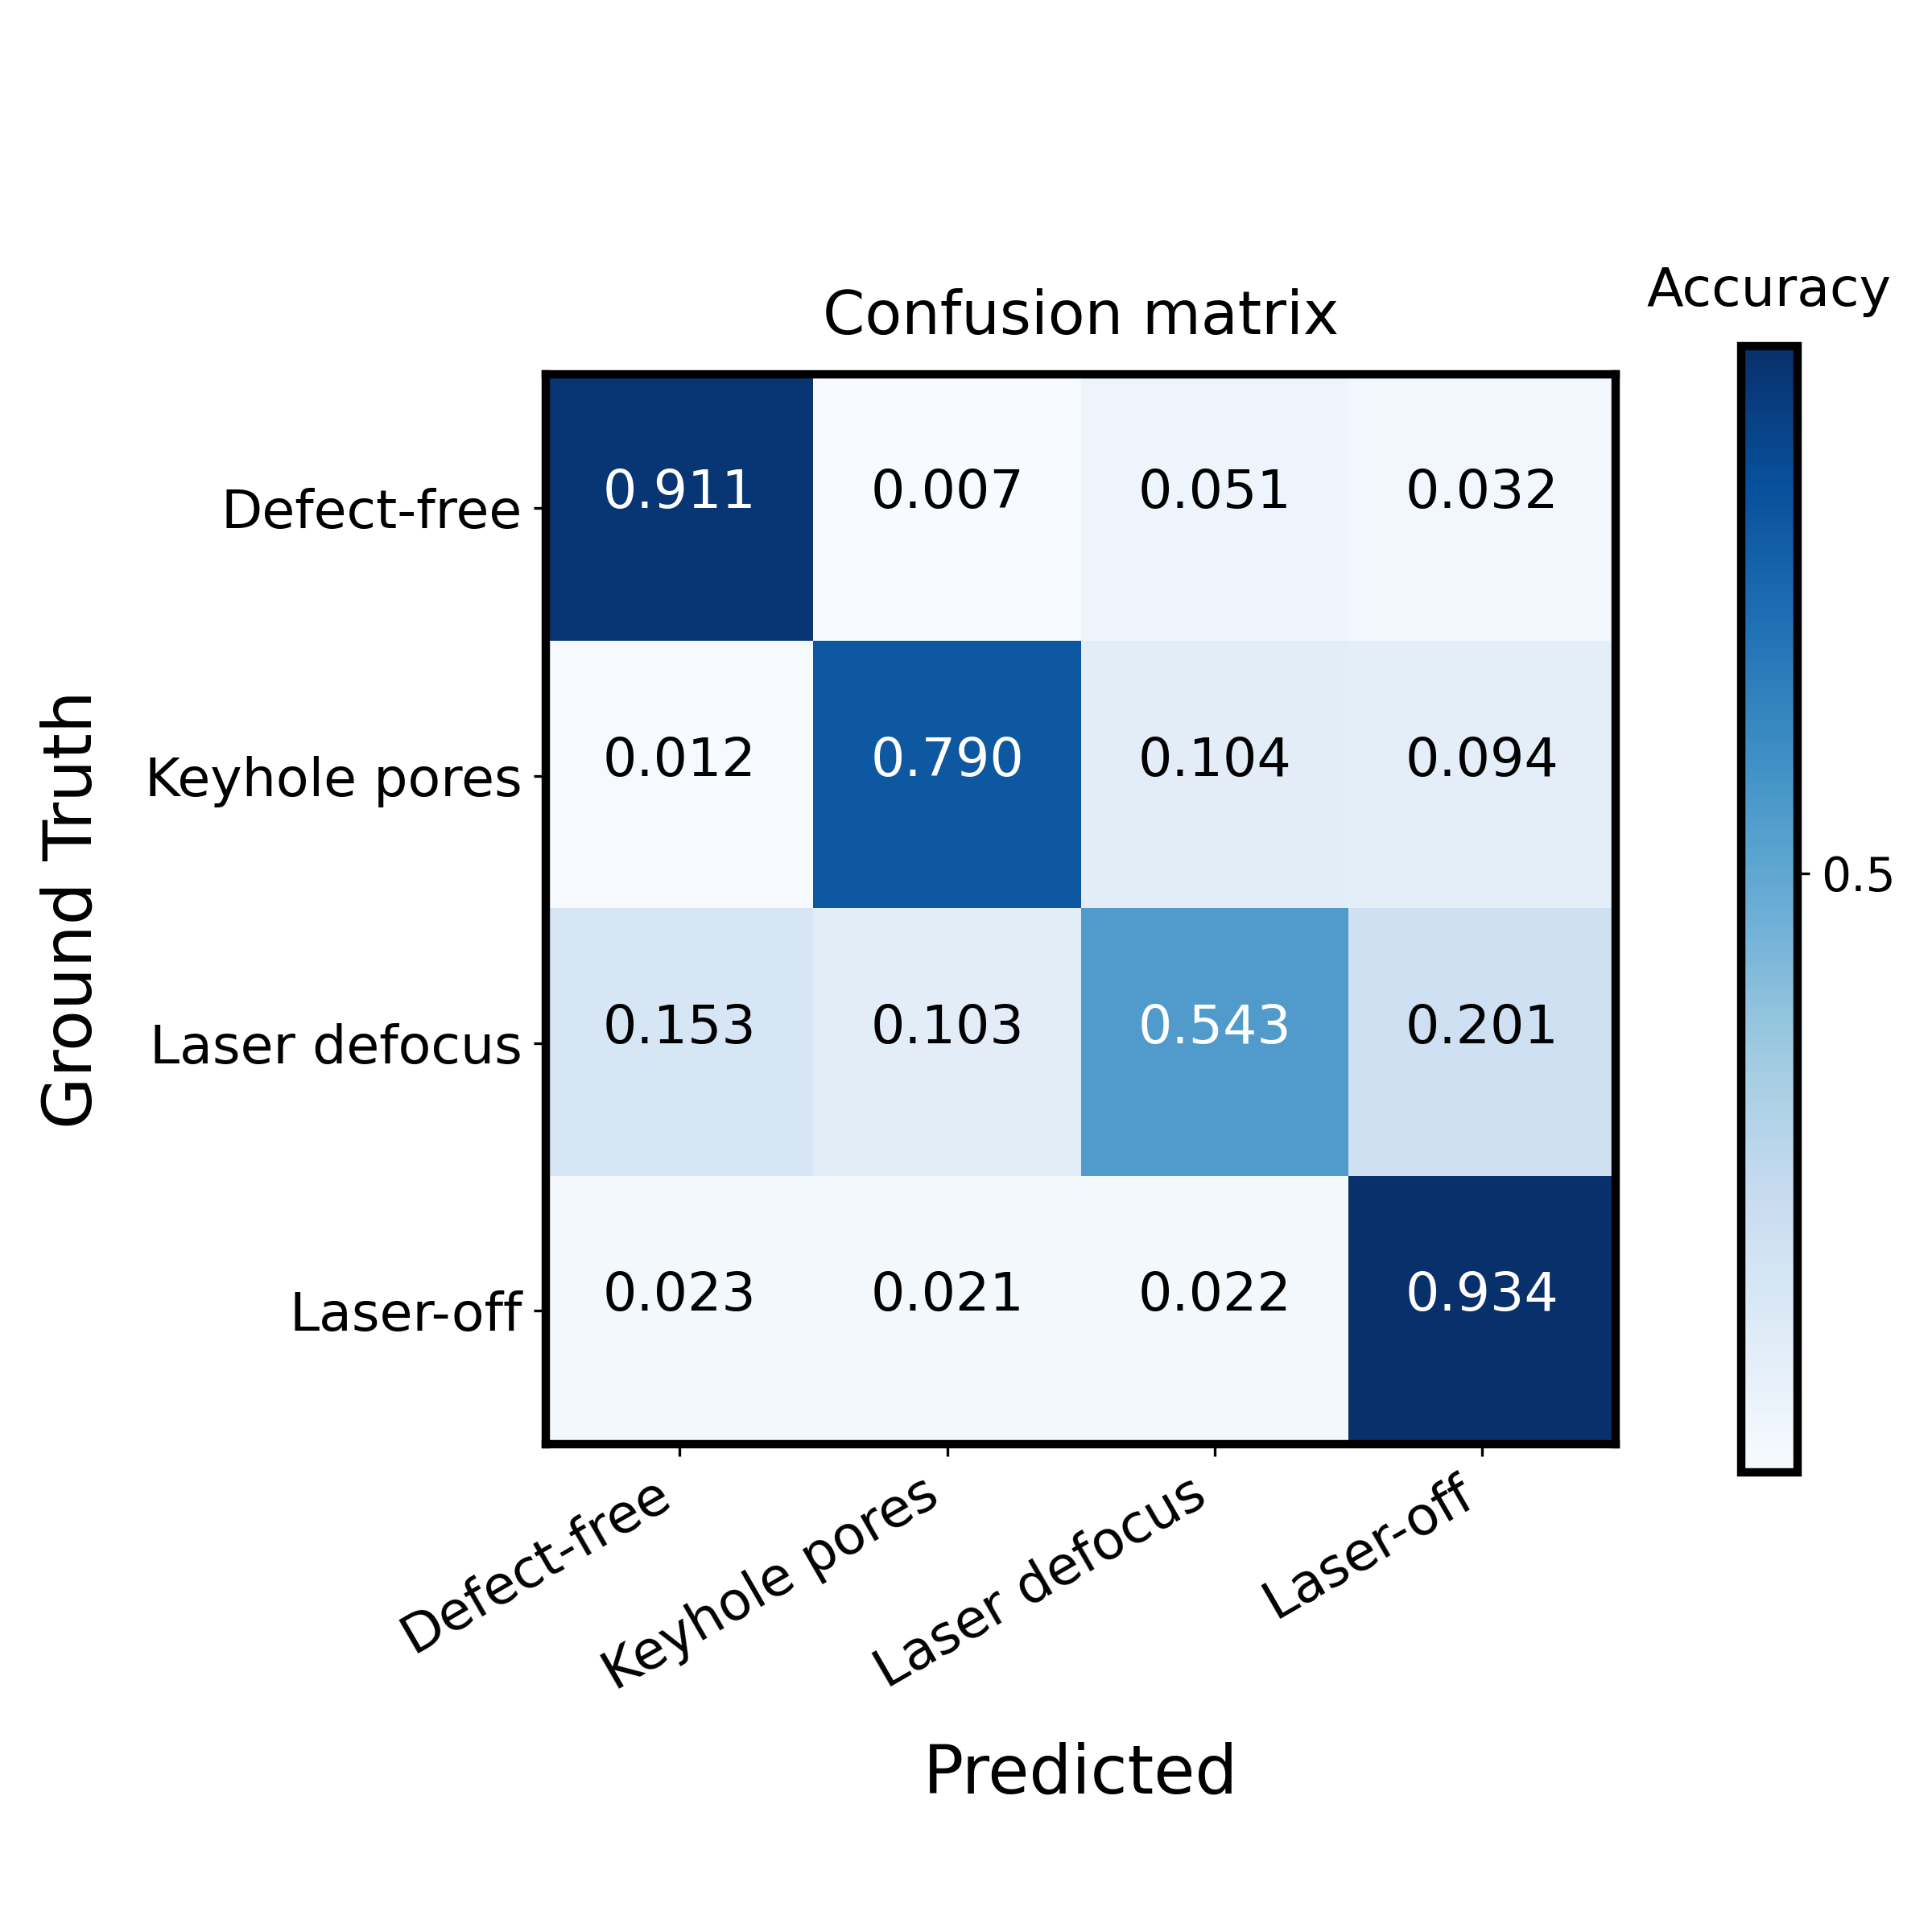 Accuracy
Confusion matrix
Defect-free 0.911 0.007 0.051 0.032
Keyhole pores 0.012 0.790 0.104 0.094
0.5
Laser defocus 0.153 0.103 0.543 0.201
Laser-off 0.023 0.021 0.022 0.934
Ground Truth
Defect-free Keyhole pores Laser defocus Laser-off
Predicted